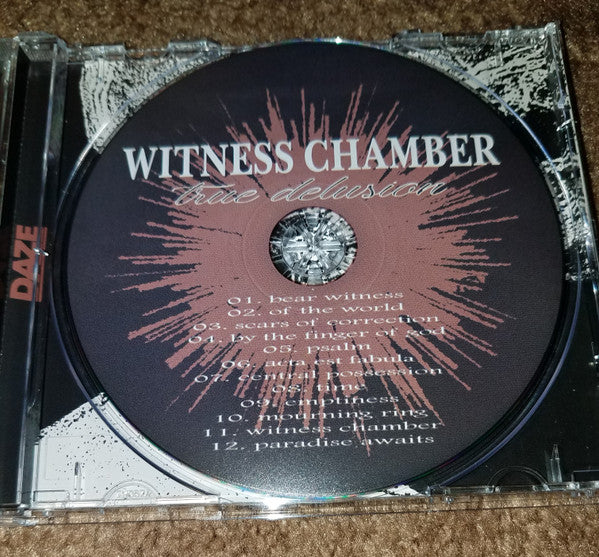 WITNESS CHAMBER
true delusion
01. bear witness
02. of the world
03. scars of correction
04. by the finger of god
05. psalm
06. acta est fabula
07. central possession
08. time
09. emptiness
10. mourning ring
11. witness chamber
12. paradise awaits
DAZE